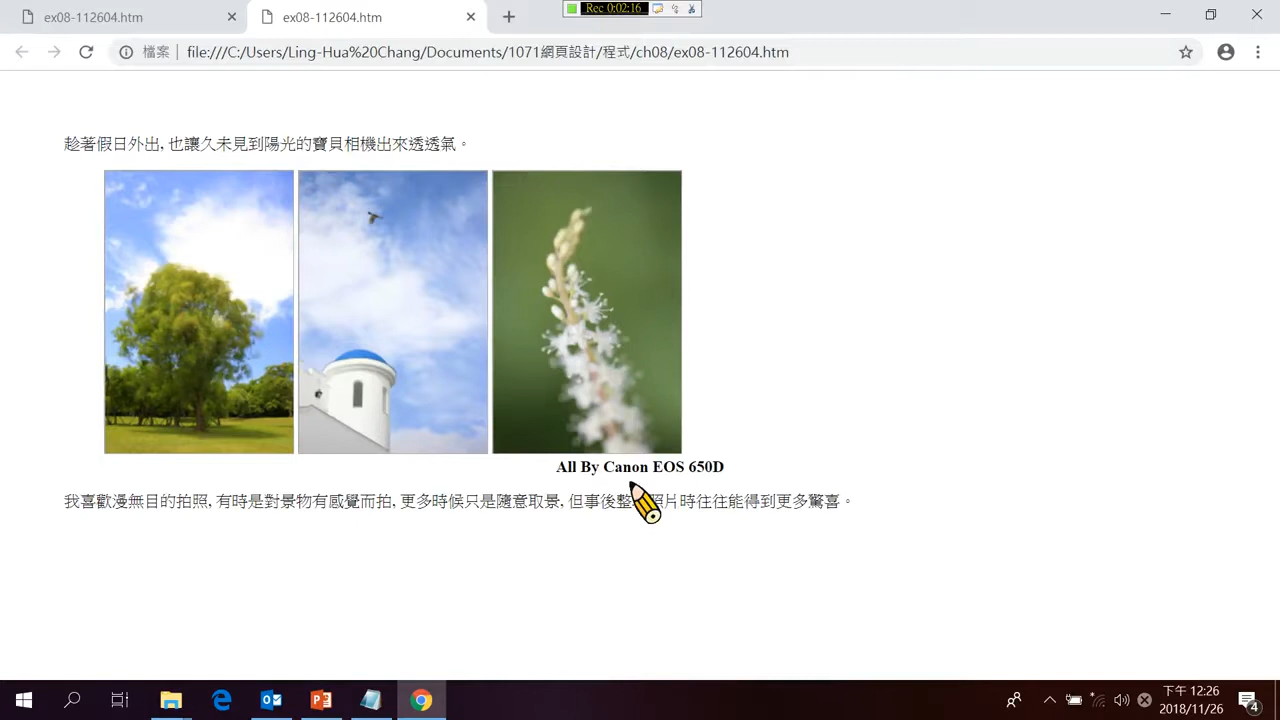 ex08-112604.htm
ex08-112604.htm
Rec 0:02:16
檔案
file:///C:/Users/Ling-Hua%20Chang/Documents/1071網頁設計/程式/ch08/ex08-112604.htm
趁著假日外出, 也讓久未見到陽光的寶貝相機出來透透氣。
All By Canon EOS 650D
我喜歡漫無目的拍照, 有時是對景物有感覺而拍, 更多時候只是隨意取景, 但事後整 照片時往往能得到更多驚喜。
下午 12:26
2018/11/26
4